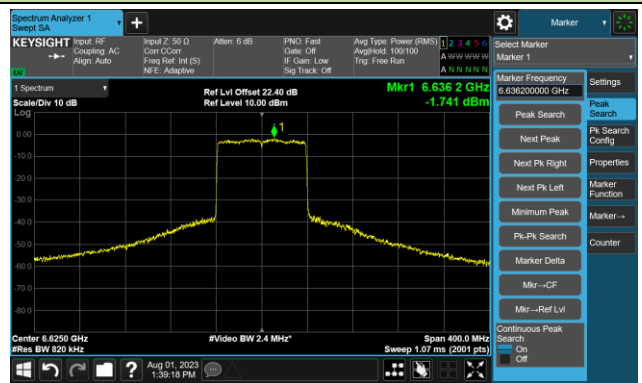 Spectrum Analyzer 1
Swept SA
Marker
KEYSIGHT
Input: RF
Coupling: AC
Align: Auto
Input Z: 50 Ω
Corr CCorr
Freq Ref: Int (S)
NFE: Adaptive
Atten: 6 dB
PNO: Fast
Gate: Off
IF Gain: Low
Sig Track: Off
Avg Type: Power (RMS)
Avg|Hold: 100/100
Trig: Free Run
1 2 3 4 5 6
A W W W W W
A N N N N N
Select Marker
Marker 1
1 Spectrum
Scale/Div 10 dB
Log
Ref Lvl Offset 22.40 dB
Ref Level 10.00 dBm
Mkr1 6.636 2 GHz
-1.741 dBm
1
0.00
-10.0
-20.0
-30.0
-40.0
-50.0
-60.0
-70.0
-80.0
Center 6.6250 GHz
#Res BW 820 kHz
#Video BW 2.4 MHz*
Span 400.0 MHz
Sweep 1.07 ms (2001 pts)
Marker Frequency
6.636200000 GHz
Peak Search
Next Peak
Next Pk Right
Next Pk Left
Minimum Peak
Pk-Pk Search
Marker Delta
Mkr→CF
Mkr→Ref Lvl
Continuous Peak
Search
On
Off
Settings
Peak
Search
Pk Search
Config
Properties
Marker
Function
Marker→
Counter
?
Aug 01, 2023
1:39:18 PM